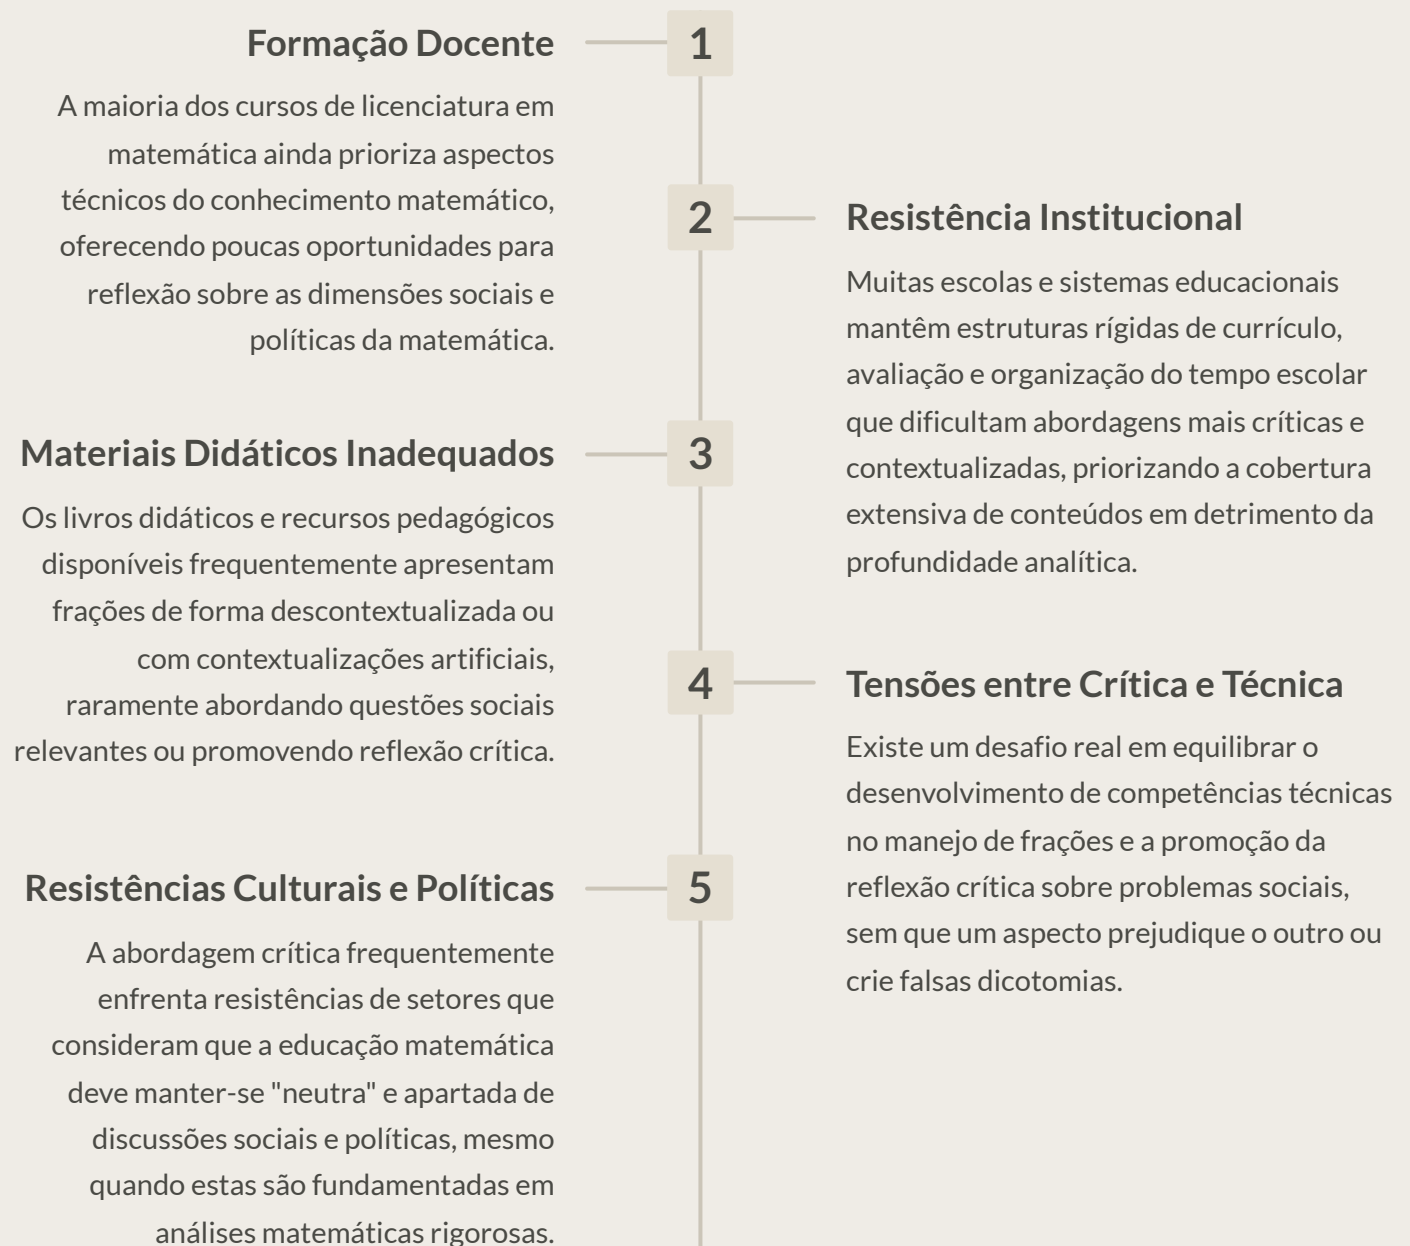 Formação Docente
1
A maioria dos cursos de licenciatura em
matemática ainda prioriza aspectos
técnicos do conhecimento matemático,
oferecendo poucas oportunidades para
reflexão sobre as dimensões sociais e
políticas da matemática.
2
Resistência Institucional
Muitas escolas e sistemas educacionais
mantêm estruturas rígidas de currículo,
avaliação e organização do tempo escolar
que dificultam abordagens mais críticas e
contextualizadas, priorizando a cobertura
extensiva de conteúdos em detrimento da
profundidade analítica.
Materiais Didáticos Inadequados
3
Os livros didáticos e recursos pedagógicos
disponíveis frequentemente apresentam
frações de forma descontextualizada ou
com contextualizações artificiais,
raramente abordando questões sociais
relevantes ou promovendo reflexão crítica.
4
Tensões entre Crítica e Técnica
Existe um desafio real em equilibrar o
desenvolvimento de competências técnicas
no manejo de frações e a promoção da
reflexão crítica sobre problemas sociais,
sem que um aspecto prejudique o outro ou
crie falsas dicotomias.
Resistências Culturais e Políticas
5
A abordagem crítica frequentemente
enfrenta resistências de setores que
consideram que a educação matemática
deve manter-se "neutra" e apartada de
discussões sociais e políticas, mesmo
quando estas são fundamentadas em
análises matemáticas rigorosas.